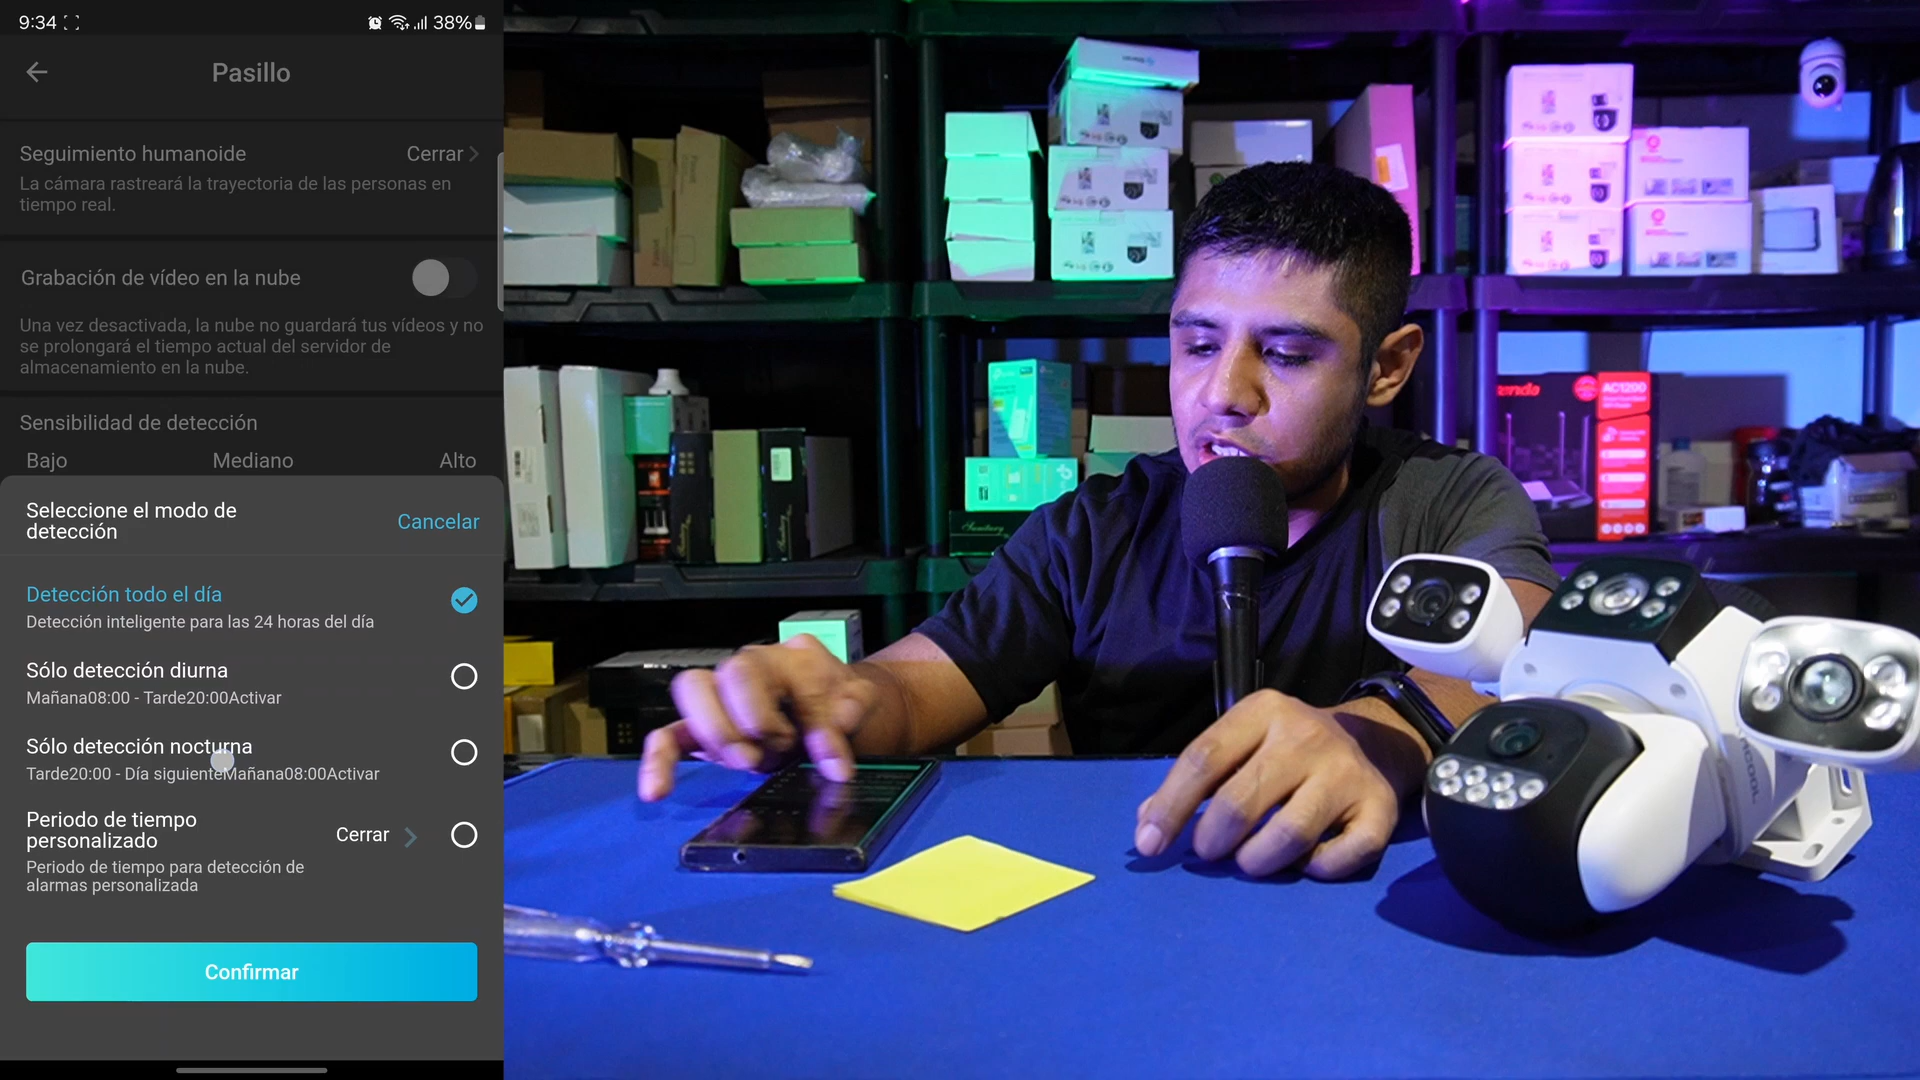 9:34
38%
Pasillo
Seguimiento humanoide
Cerrar
La cámara rastreará la trayectoria de las personas en
tiempo real.
Grabación de vídeo en la nube
Una vez desactivada, la nube no guardará tus vídeos y no
se prolongará el tiempo actual del servidor de
almacenamiento en la nube.
Sensibilidad de detección
Bajo Mediano Alto
Seleccione el modo de
detección
Cancelar
Detección todo el día
Detección inteligente para las 24 horas del día
Sólo detección diurna
Mañana08:00 - Tarde20:00Activar
Sólo detección nocturna
Tarde20:00 - Día siguienteMañana08:00Activar
Periodo de tiempo
personalizado
Cerrar
Periodo de tiempo para detección de
alarmas personalizada
Confirmar
AC1200
Sanitary